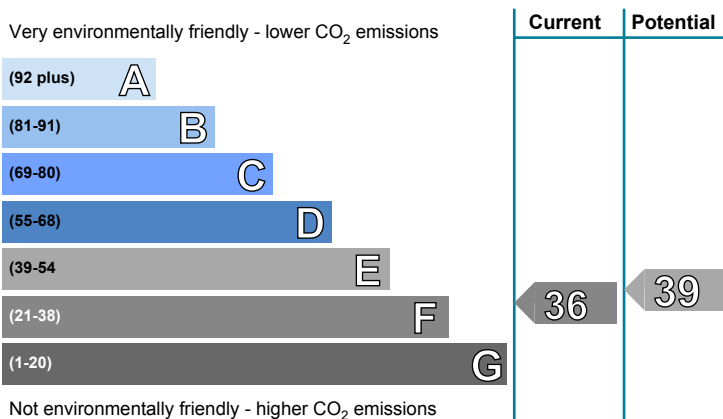 Very environmentally friendly - lower CO2 emissions
Current
Potential
(92 plus) A
(81-91) B
(69-80) C
(55-68) D
(39-54 E
(21-38) F
36
39
(1-20) G
Not environmentally friendly - higher CO2 emissions